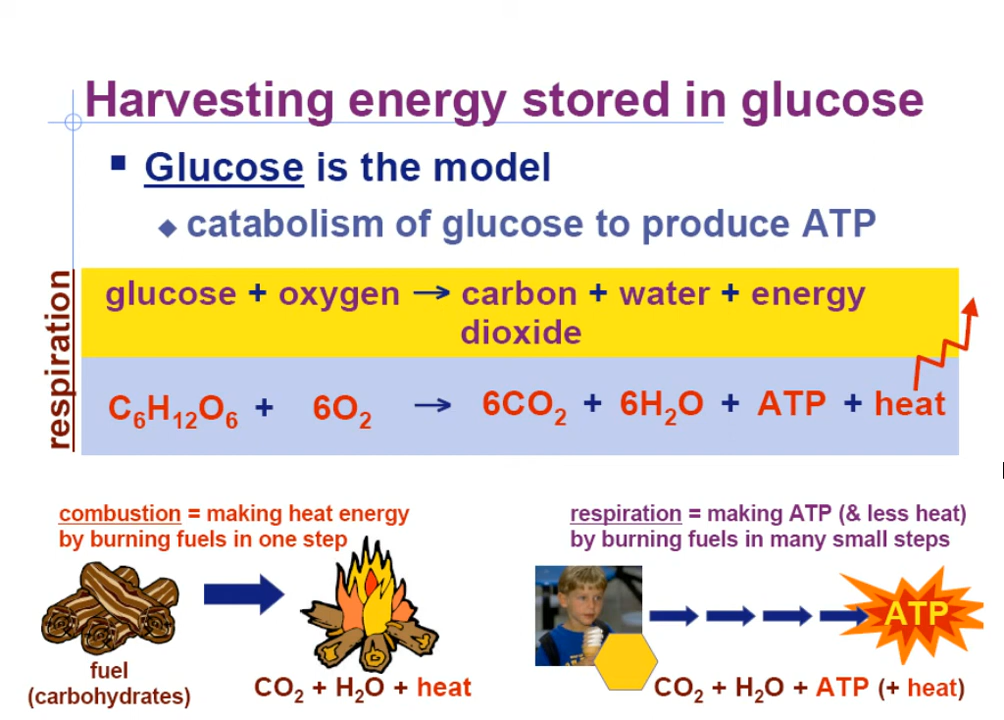 Harvesting energy stored in glucose
Glucose is the model
catabolism of glucose to produce ATP
respiration
glucose + oxygen → carbon + water + energy
dioxide
C₆H₁₂O₆ + 6O₂ → 6CO₂ + 6H₂O + ATP + heat
combustion = making heat energy
by burning fuels in one step
fuel
(carbohydrates)
CO₂ + H₂O + heat
respiration = making ATP (& less heat)
by burning fuels in many small steps
ATP
CO₂ + H₂O + ATP (+ heat)